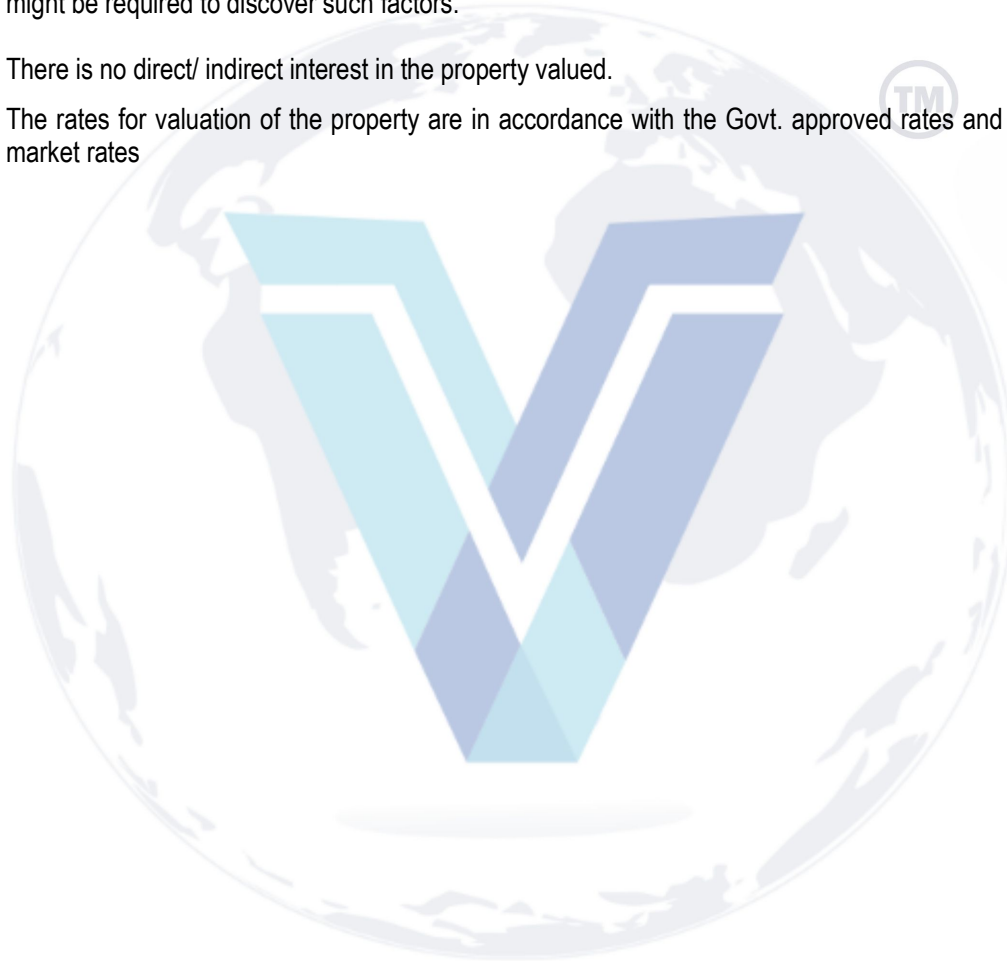 might be required to discover such factors.
There is no direct/ indirect interest in the property valued.
The rates for valuation of the property are in accordance with the Govt. approved rates and
market rates
TM